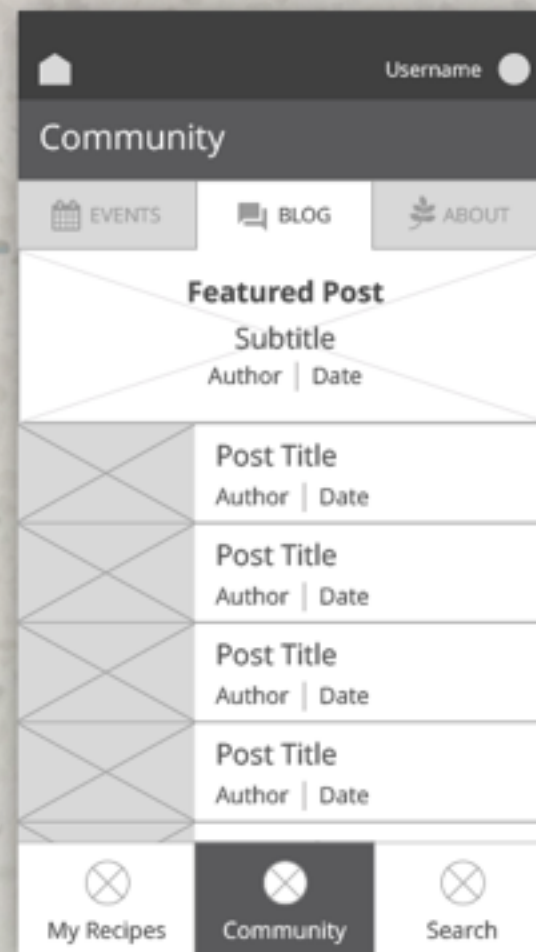 Username
Community
EVENTS BLOG ABOUT
Featured Post
Subtitle
Author | Date
Post Title
Author | Date
Post Title
Author | Date
Post Title
Author | Date
Post Title
Author | Date
My Recipes Community Search